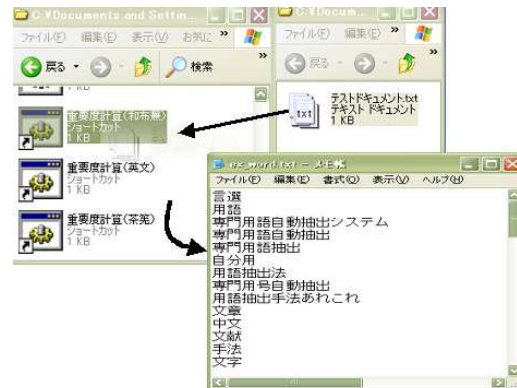 C:¥Documents and Settin...
ファイル(F) 編集(E) 表示(V) お気に »
戻る 検索 »
1 KB
重要度計算(和布蕪)
ショートカット
1 KB
重要度計算(英文)
ショートカット
1 KB
重要度計算(茶筅)
ショートカット
1 KB
C:¥Docum...
ファイル(F) 編集(E) »
戻る »
txt
テストドキュメント.txt
テキスト ドキュメント
1 KB
ex_word.txt - メモ帳
ファイル(F) 編集(E) 書式(O) 表示(V) ヘルプ(H)
言選
用語
専門用語自動抽出システム
専門用語自動抽出
専門用語抽出
自分用
用語抽出法
専門用号自動抽出
用語抽出手法あれこれ
文章
中文
文献
手法
文字